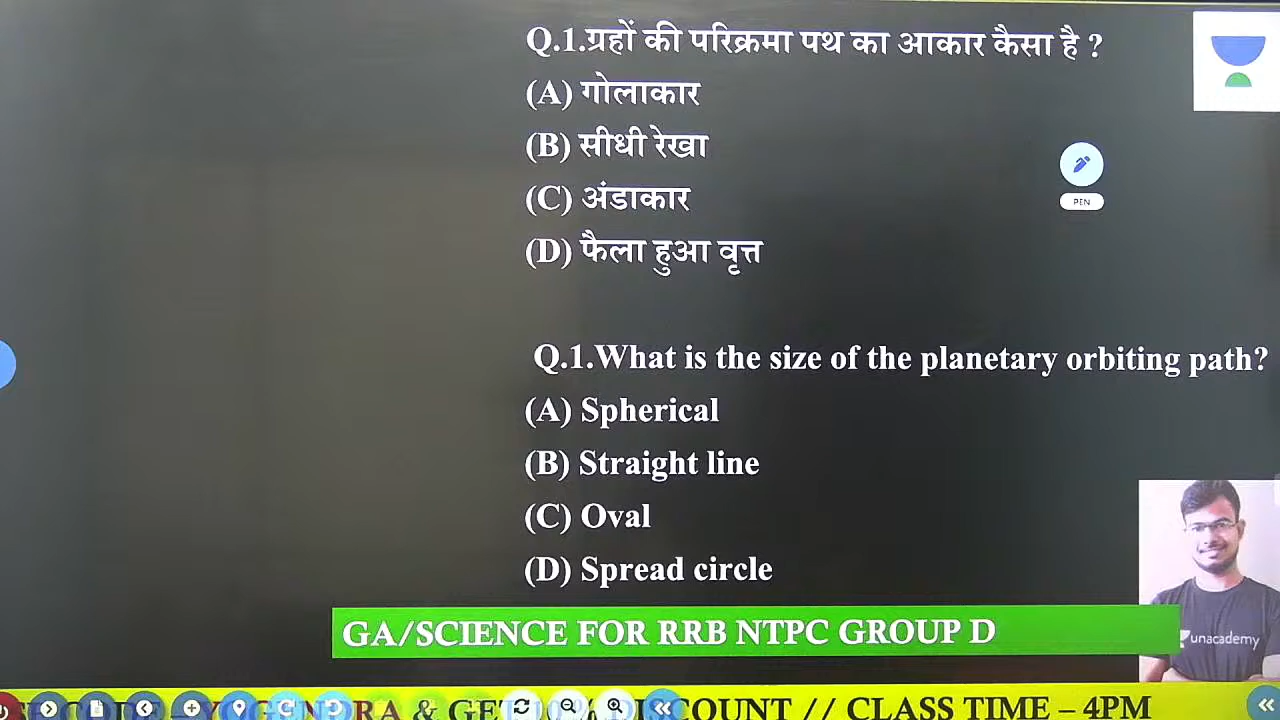 Q.1.ग्रहों की परिक्रमा पथ का आकार कैसा है ?
(A) गोलाकार
(B) सीधी रेखा
(C) अंडाकार
(D) फैला हुआ वृत्त
PEN
Q.1.What is the size of the planetary orbiting path?
(A) Spherical
(B) Straight line
(C) Oval
(D) Spread circle
unacademy
GA/SCIENCE FOR RRB NTPC GROUP D
& GET COUNT // CLASS TIME – 4PM